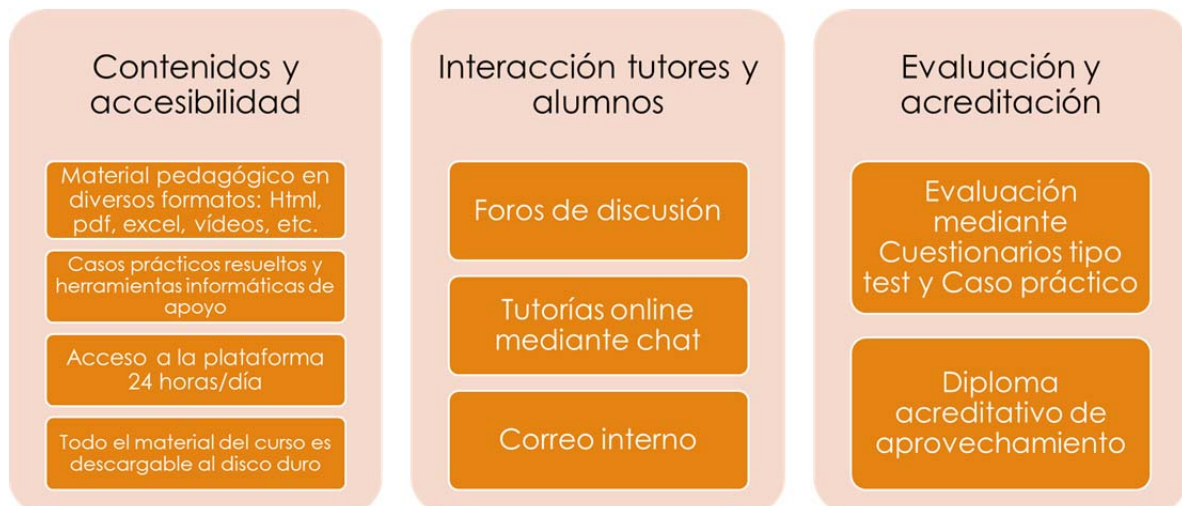 Contenidos y
accesibilidad
Material pedagógico en
diversos formatos: Html,
pdf, excel, vídeos, etc.
Casos prácticos resueltos y
herramientas informáticas de
apoyo
Acceso a la plataforma
24 horas/día
Todo el material del curso es
descargable al disco duro
Interacción tutores y
alumnos
Foros de discusión
Tutorías online
mediante chat
Correo interno
Evaluación y
acreditación
Evaluación
mediante
Cuestionarios tipo
test y Caso práctico
Diploma
acreditativo de
aprovechamiento